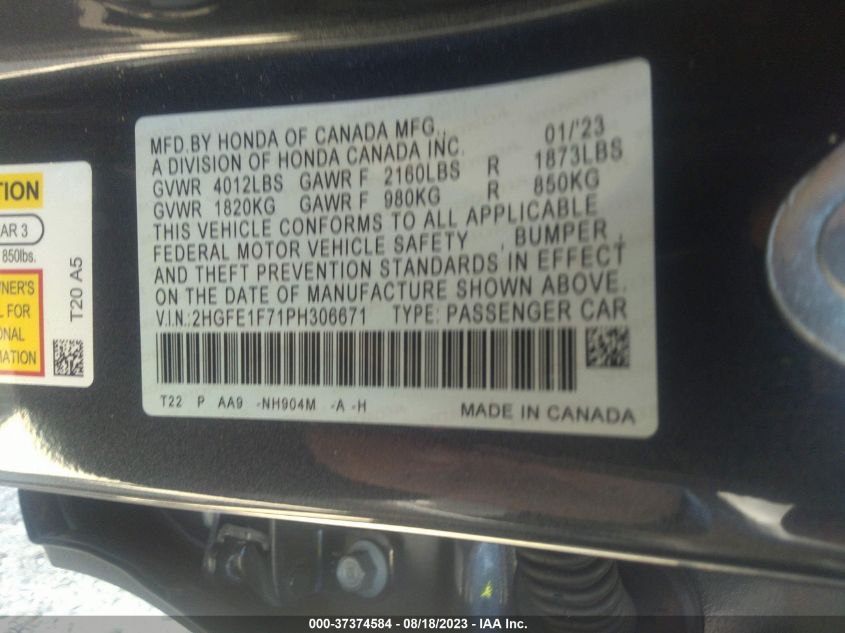 MFD.BY HONDA OF CANADA MFG., 01/'23
A DIVISION OF HONDA CANADA INC.
GVWR 4012LBS GAWR F 2160LBS R 1873LBS
GVWR 1820KG GAWR F 980KG R 850KG
THIS VEHICLE CONFORMS TO ALL APPLICABLE
FEDERAL MOTOR VEHICLE SAFETY , BUMPER ,
AND THEFT PREVENTION STANDARDS IN EFFECT
ON THE DATE OF MANUFACTURE SHOWN ABOVE.
V.I.N.:2HGFE1F71PH306671 TYPE: PASSENGER CAR
T22 P AA9 -NH904M -A -H MADE IN CANADA
TION
AR 3
850lbs.
NER'S
L FOR
ONAL
MATION
T20 A5
000-37374584 - 08/18/2023 - IAA Inc.